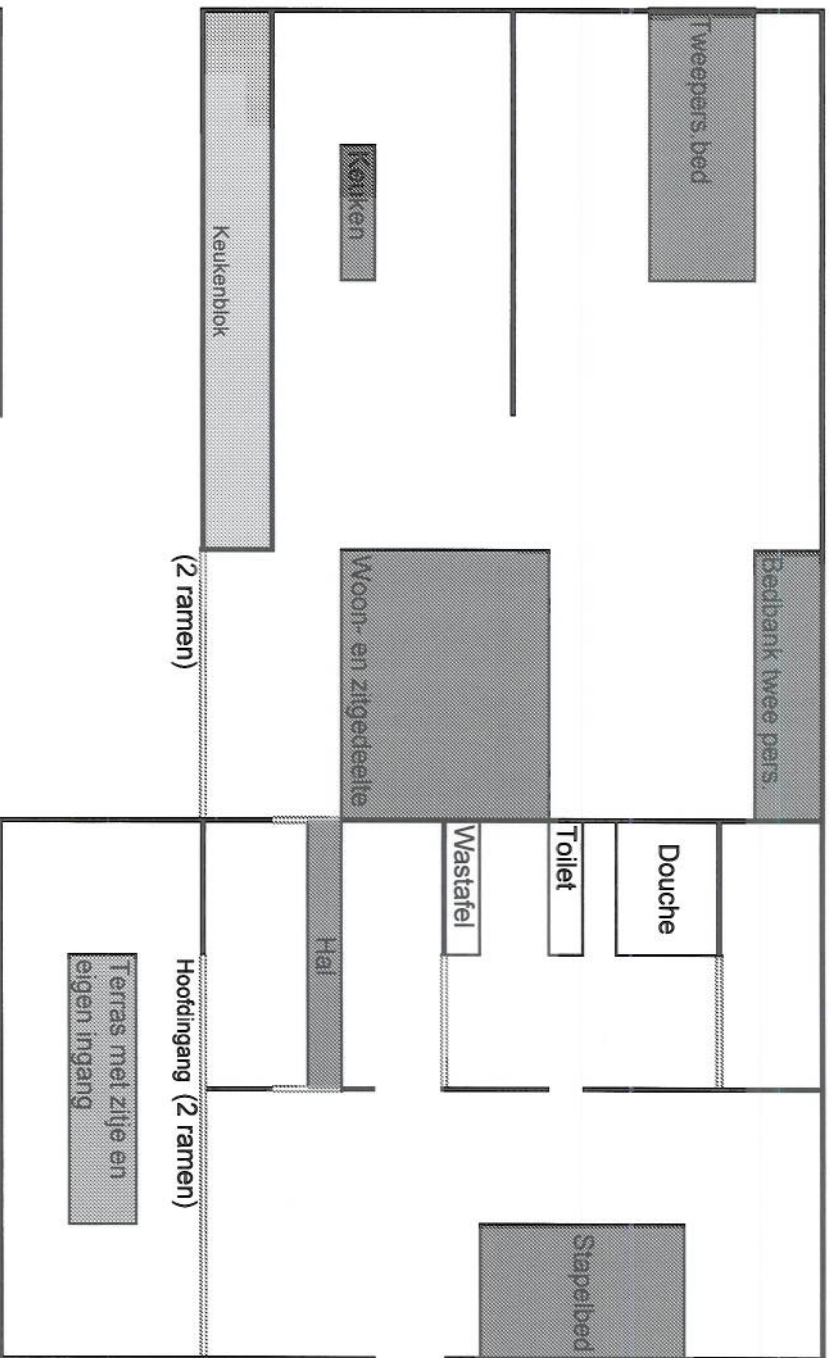 Bedbank twee pers.
Tweepers.bed
Douche
Stapelbed
Toilet
Wastafel
Woon- en zitgedeelte
Keuken
Hal
Keukenblok
(2 ramen)
Hoofdingang
(2 ramen)
Terras met zitje en
eigen ingang